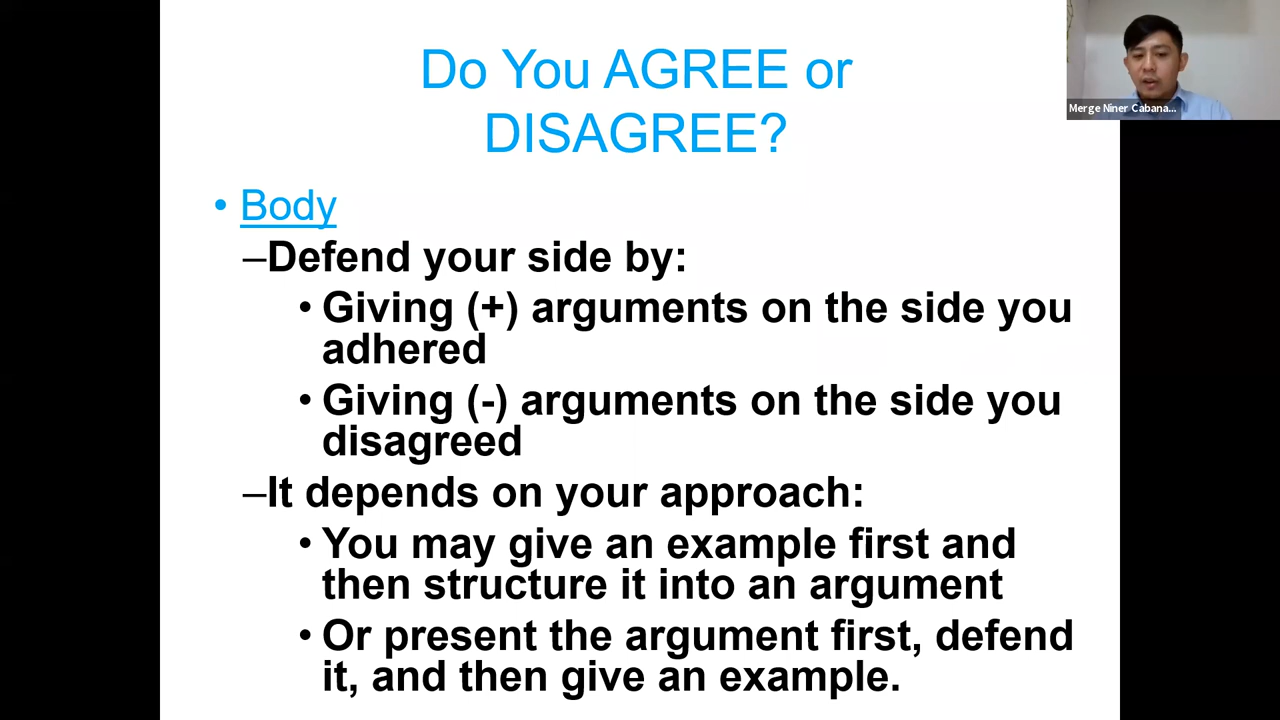 Do You AGREE or
DISAGREE?
Merge Niner Cabana...
• Body
–Defend your side by:
• Giving (+) arguments on the side you
adhered
• Giving (-) arguments on the side you
disagreed
–It depends on your approach:
• You may give an example first and
then structure it into an argument
• Or present the argument first, defend
it, and then give an example.